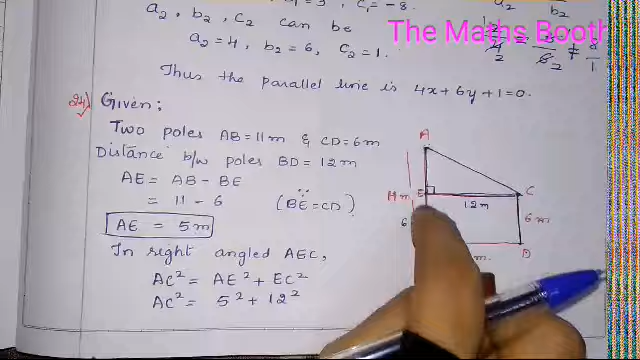 a₂, b₂, c₂ can be
The Maths Booth
a₂ = 4, b₂ = 6, c₂ = 1.
Thus the parallel line is 4x + 6y + 1 = 0.
24) Given:
Two poles AB = 11m & CD = 6m
Distance b/w poles BD = 12m
AE = AB - BE
= 11 - 6 (∵ BE = CD)
AE = 5m
In right angled AEC,
AC² = AE² + EC²
AC² = 5² + 12²
A
E
C
12m
6m
6
D
m.